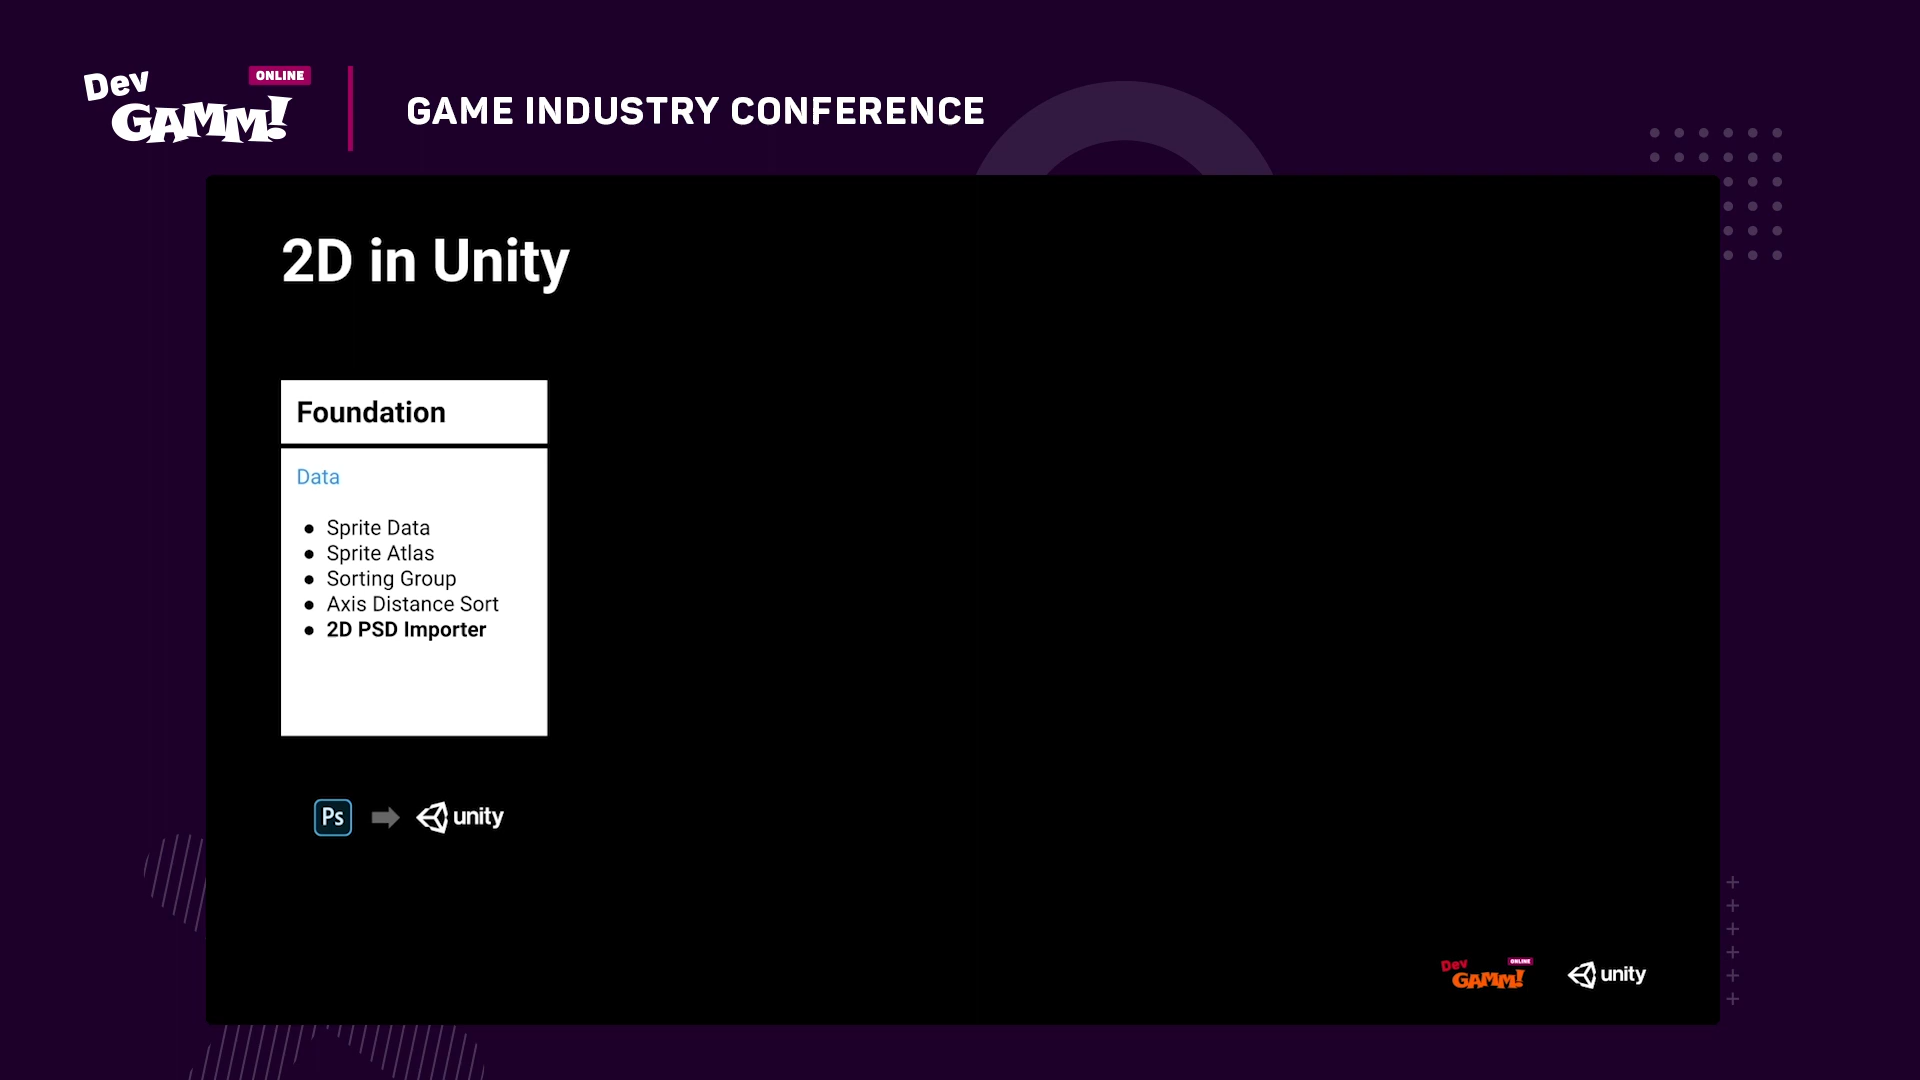 Dev
GAMM!
ONLINE
GAME INDUSTRY CONFERENCE
2D in Unity
Foundation
Data
● Sprite Data
● Sprite Atlas
● Sorting Group
● Axis Distance Sort
● 2D PSD Importer
Ps
unity
Dev
GAMM!
ONLINE
unity